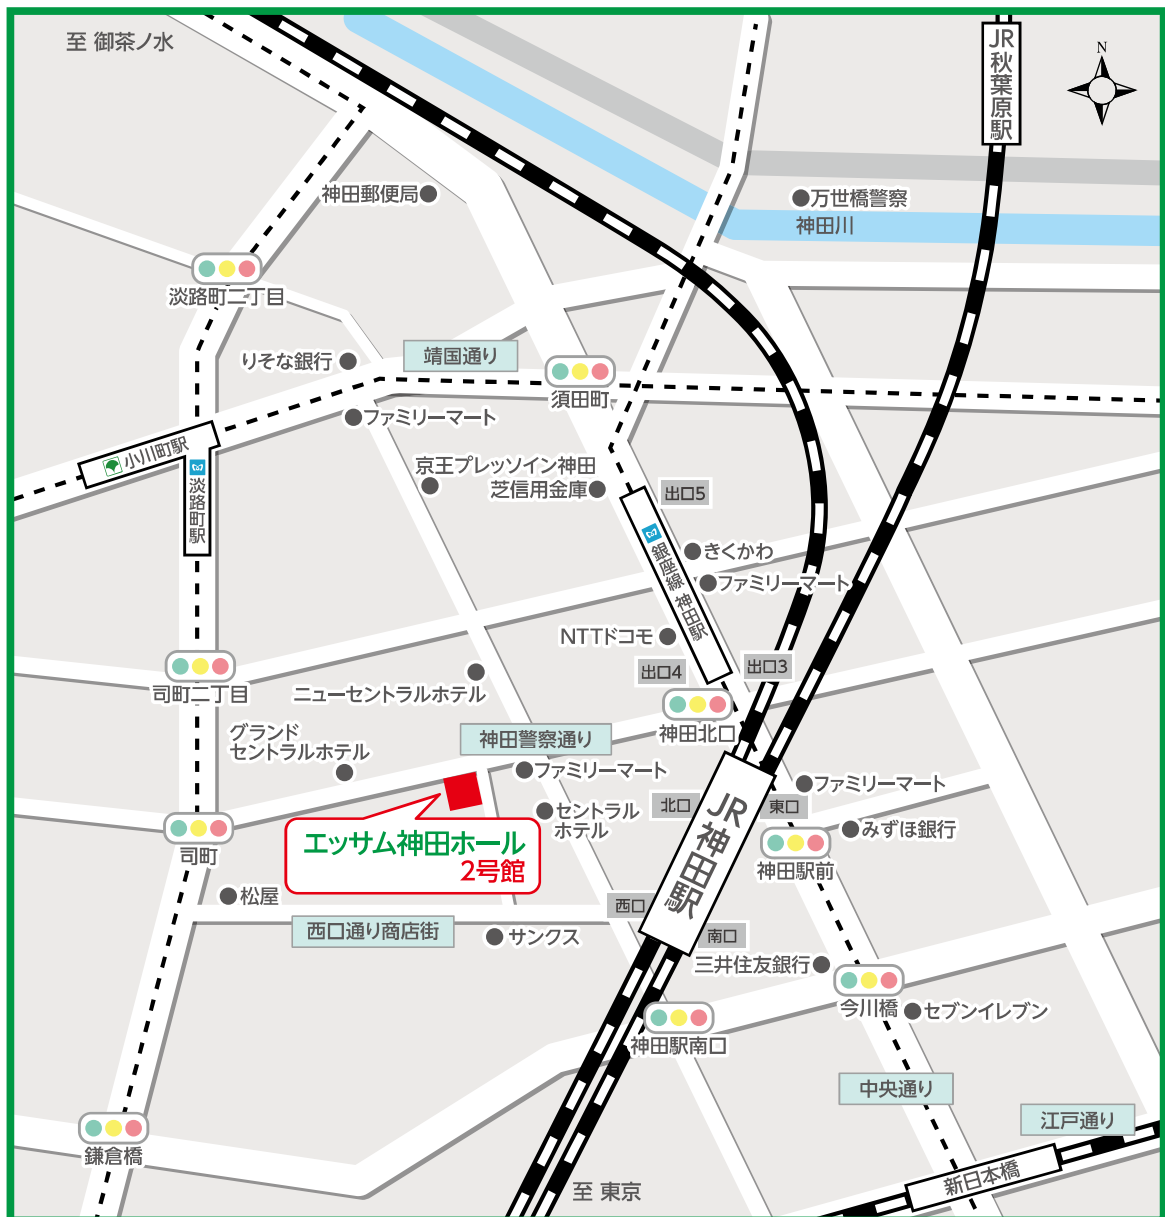 至 御茶ノ水
N
JR秋葉原駅
神田郵便局
万世橋警察
神田川
淡路町二丁目
りそな銀行
靖国通り
須田町
ファミリーマート
小川町駅
淡路町駅
京王プレッソイン神田
芝信用金庫
出口5
銀座線 神田駅
きくかわ
ファミリーマート
NTTドコモ
出口4
出口3
司町二丁目
ニューセントラルホテル
神田北口
グランド
セントラルホテル
神田警察通り
ファミリーマート
ファミリーマート
北口
東口
JR神田駅
セントラル
ホテル
みずほ銀行
司町
エッサム神田ホール
2号館
神田駅前
松屋
西口
西口通り商店街
サンクス
南口
三井住友銀行
今川橋
セブンイレブン
神田駅南口
中央通り
江戸通り
鎌倉橋
新日本橋
至 東京